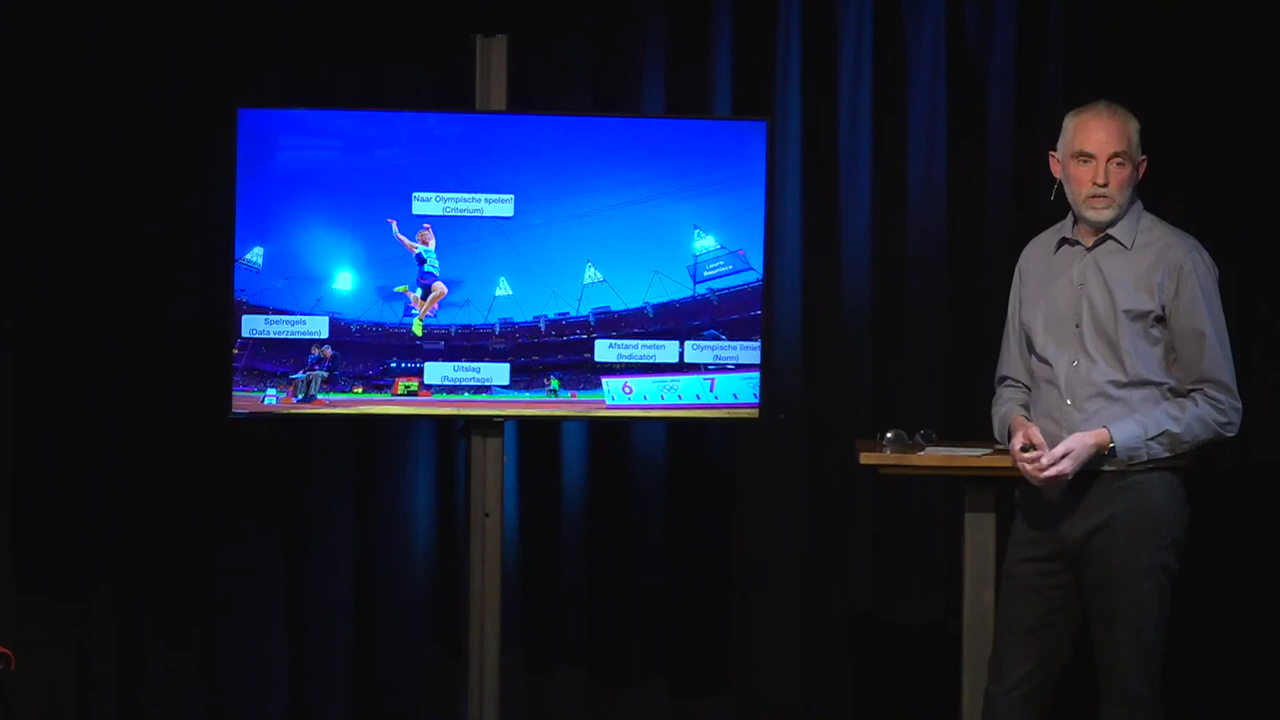 Naar Olympische spelen!
(Criterium)
Spelregels
(Data verzamelen)
Uitslag
(Rapportage)
Afstand meten
(Indicator)
Olympische limiet
(Norm)
6
7